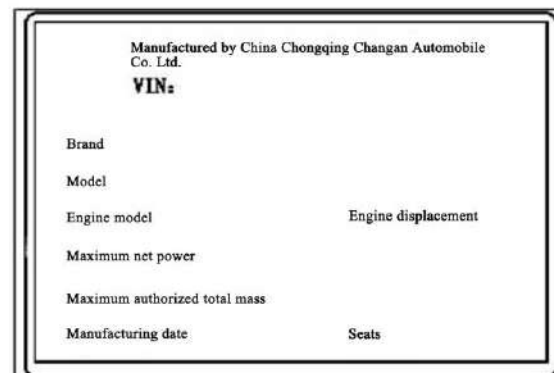 Manufactured by China Chongqing Changan Automobile
Co. Ltd.
VIN:
Brand
Model
Engine model Engine displacement
Maximum net power
Maximum authorized total mass
Manufacturing date Seats